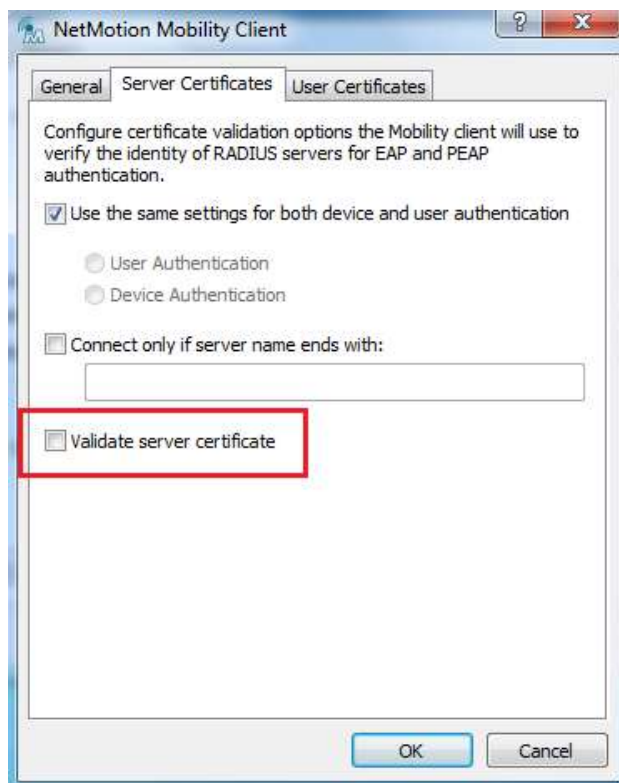 NetMotion Mobility Client
General Server Certificates User Certificates
Configure certificate validation options the Mobility client will use to
verify the identity of RADIUS servers for EAP and PEAP
authentication.
Use the same settings for both device and user authentication
User Authentication
Device Authentication
Connect only if server name ends with:
Validate server certificate
OK Cancel